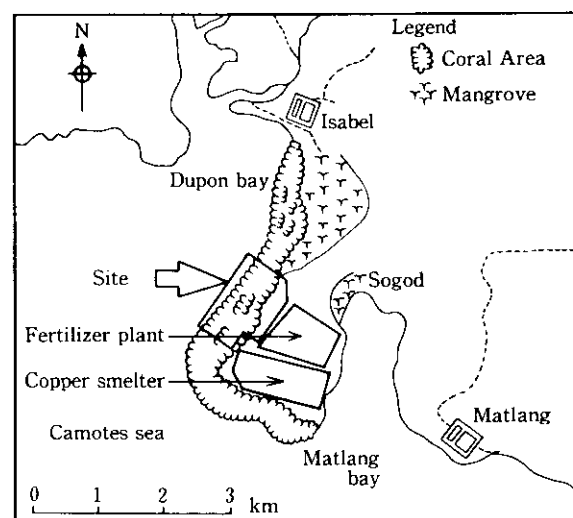 N
Legend
Coral Area
Mangrove
Isabel
Dupon bay
Site
Sogod
Fertilizer plant
Copper smelter
Matlang
Camotes sea
Matlang
bay
0 1 2 3 km